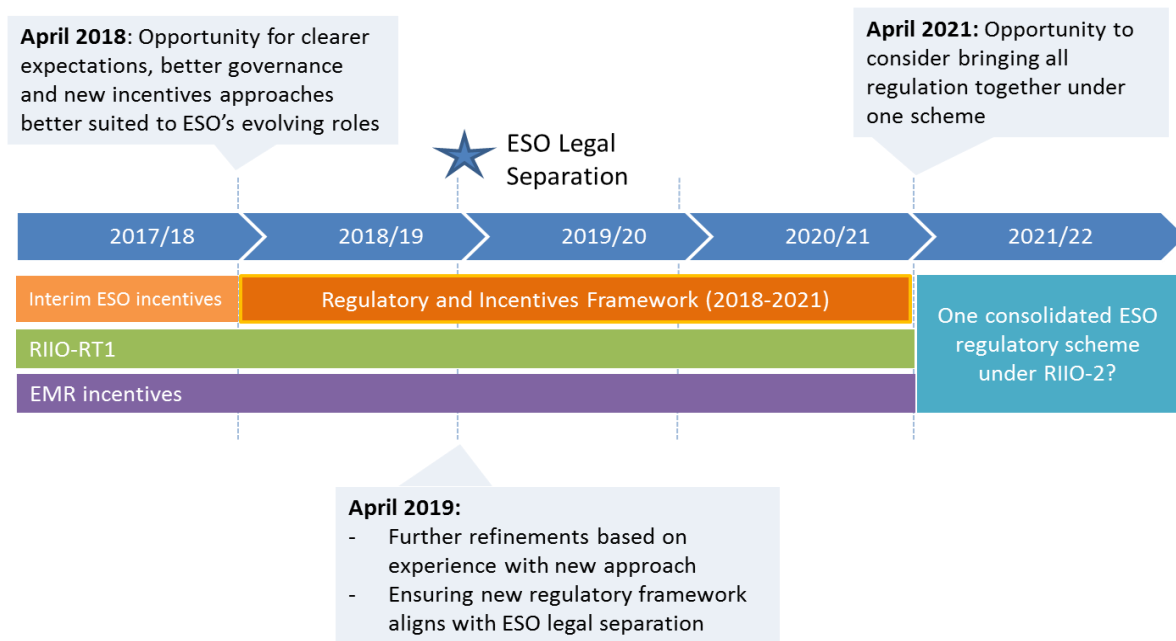 April 2018: Opportunity for clearer
expectations, better governance
and new incentives approaches
better suited to ESO's evolving roles
April 2021: Opportunity to
consider bringing all
regulation together under
one scheme
ESO Legal
Separation
2017/18
2018/19
2019/20
2020/21
2021/22
Interim ESO incentives
Regulatory and Incentives Framework (2018-2021)
RIIO-RT1
EMR incentives
One consolidated ESO
regulatory scheme
under RIIO-2?
April 2019:
- Further refinements based on
experience with new approach
- Ensuring new regulatory framework
aligns with ESO legal separation